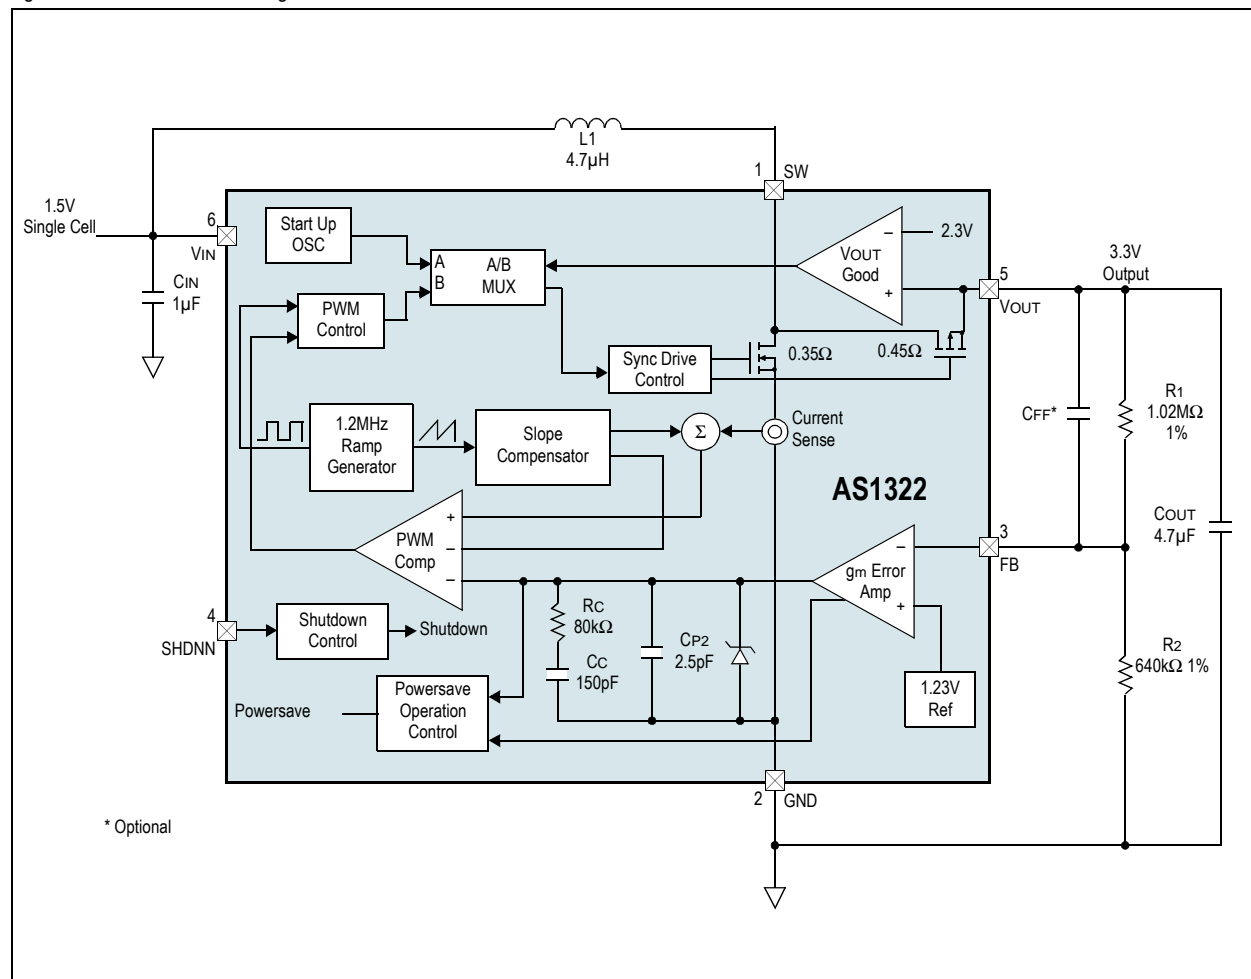 L1
4.7µH
1
SW
1.5V
Single Cell
6
VIN
CIN
1µF
Start Up
OSC
A
B
A/B
MUX
PWM
Control
VOUT
Good
−
+
2.3V
5
VOUT
3.3V
Output
Sync Drive
Control
0.35Ω
0.45Ω
CFF*
R1
1.02MΩ
1%
1.2MHz
Ramp
Generator
Slope
Compensator
Σ
Current
Sense
AS1322
COUT
4.7µF
PWM
Comp
+
−
−
gm Error
Amp
−
+
3
FB
4
SHDNN
Shutdown
Control
Shutdown
RC
80kΩ
CC
150pF
CP2
2.5pF
R2
640kΩ 1%
1.23V
Ref
Powersave
Powersave
Operation
Control
2
GND
* Optional